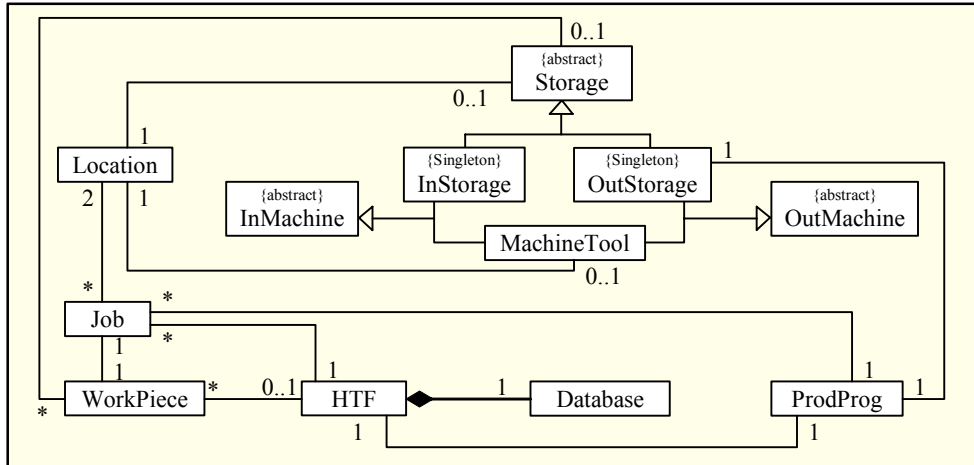 0..1
{abstract}
Storage
0..1
1
Location
{Singleton}
InStorage
{Singleton}
OutStorage
1
2
1
{abstract}
InMachine
{abstract}
OutMachine
MachineTool
0..1
*
*
Job
*
1
1
1
1
WorkPiece
*
0..1
HTF
1
Database
ProdProg
1
*
1
1